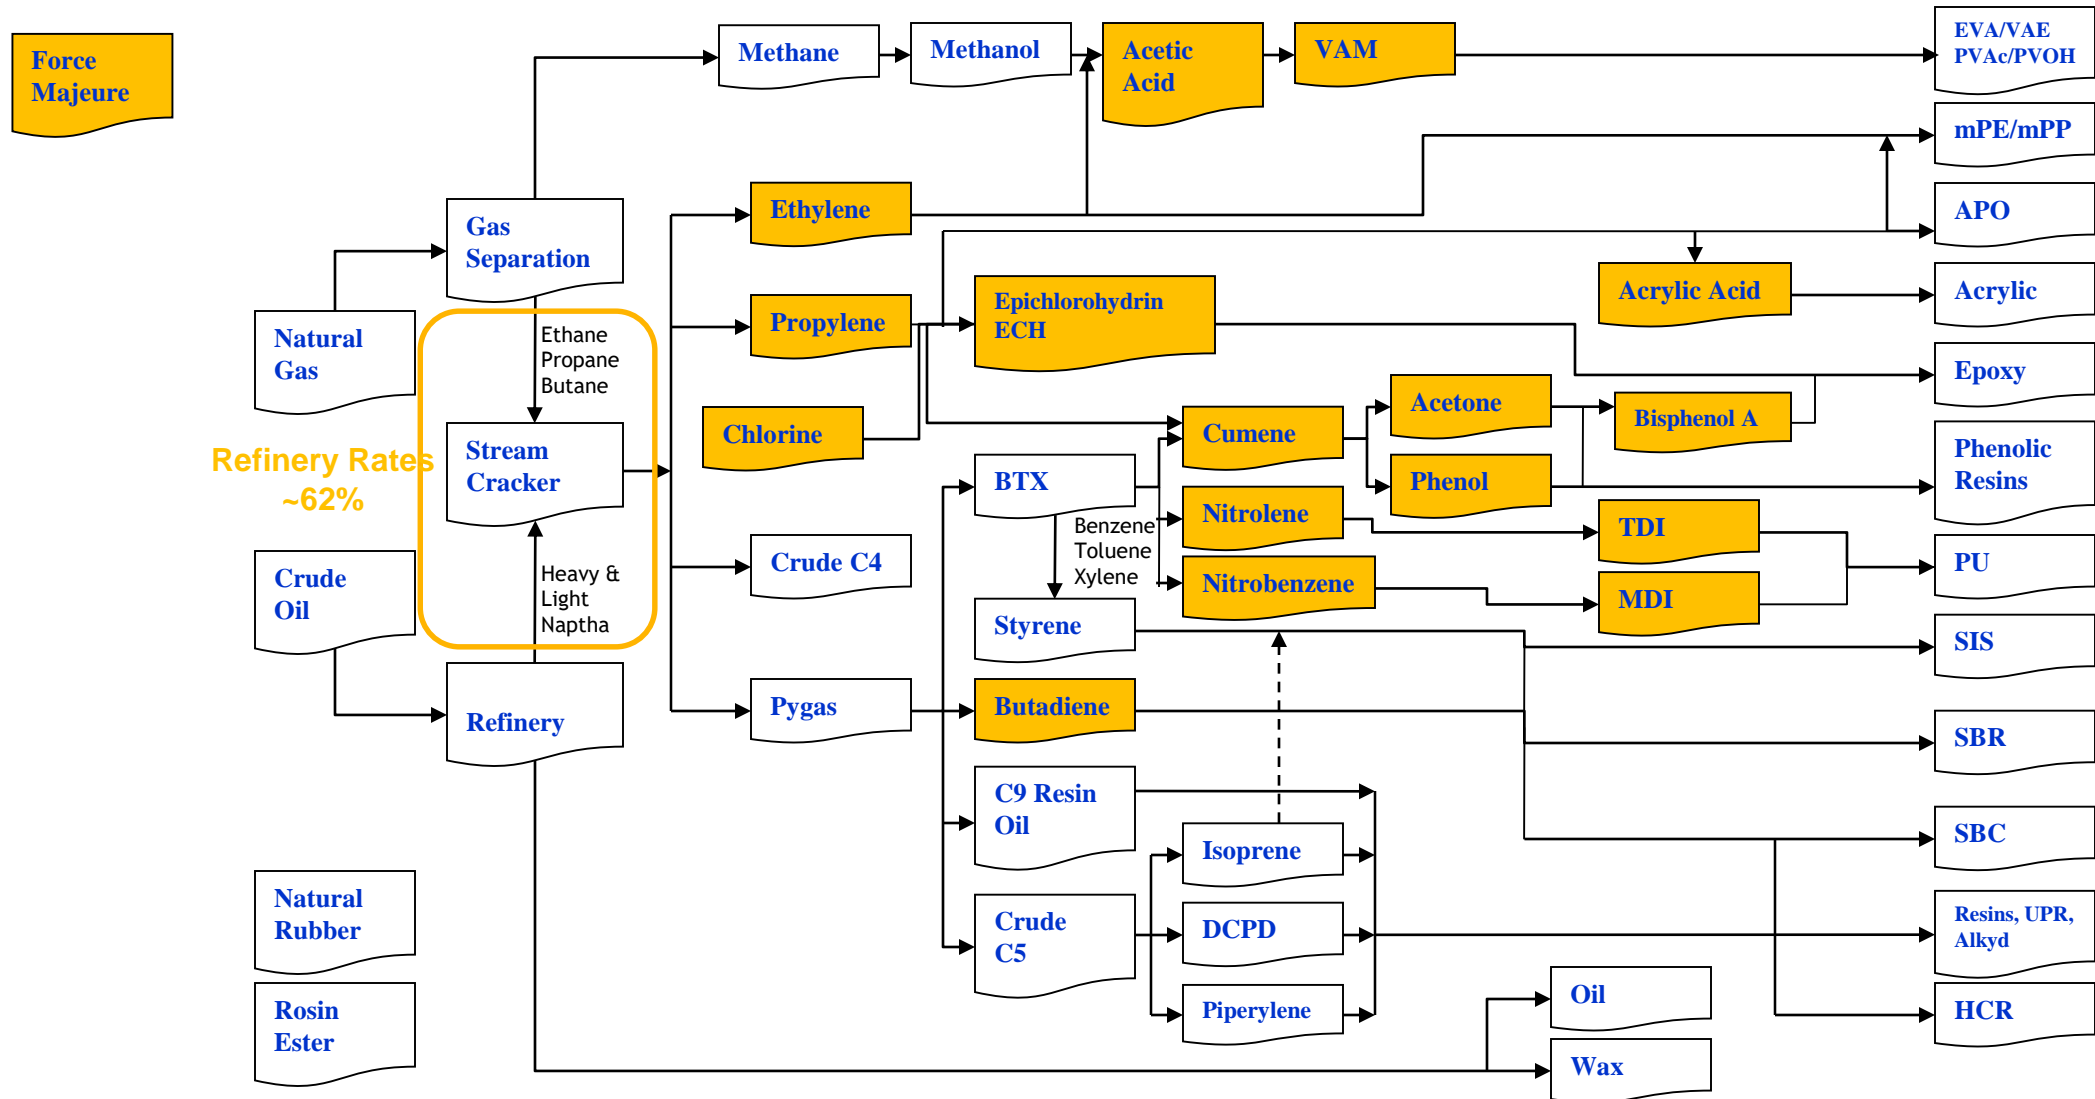 Force
Majeure
Methane
Methanol
Acetic
Acid
VAM
EVA/VAE
PVAc/PVOH
mPE/mPP
Ethylene
APO
Gas
Separation
Propylene
Epichlorohydrin
ECH
Acrylic Acid
Acrylic
Natural
Gas
Ethane
Propane
Butane
Epoxy
Chlorine
Cumene
Acetone
Bisphenol A
Refinery Rates
~62%
Stream
Cracker
BTX
Phenol
Phenolic
Resins
Benzene
Toluene
Xylene
Nitrolene
TDI
Crude
Oil
Heavy &
Light
Naptha
Crude C4
Nitrobenzene
MDI
PU
Styrene
SIS
Refinery
Pygas
Butadiene
SBR
C9 Resin
Oil
Isoprene
SBC
Natural
Rubber
Crude
C5
DCPD
Resins, UPR,
Alkyd
Rosin
Ester
Piperylene
Oil
HCR
Wax